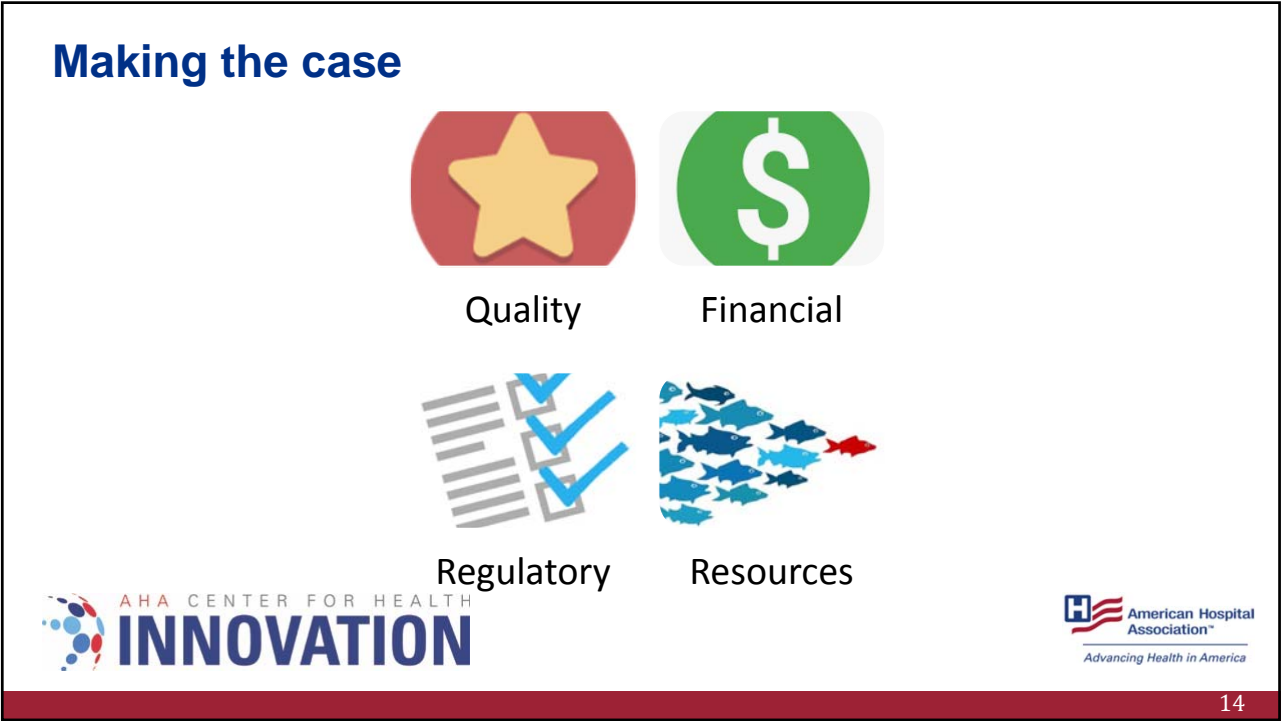 Making the case
$
Quality
Financial
Regulatory
Resources
AHA CENTER FOR HEALTH
INNOVATION
H
American Hospital
Association™
Advancing Health in America
14